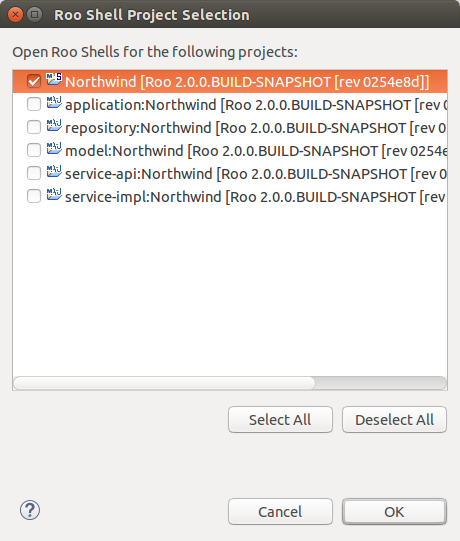 Roo Shell Project Selection
Open Roo Shells for the following projects:
Northwind [Roo 2.0.0.BUILD-SNAPSHOT [rev 0254e8d]]
application:Northwind [Roo 2.0.0.BUILD-SNAPSHOT [rev
repository:Northwind [Roo 2.0.0.BUILD-SNAPSHOT [rev 0
model:Northwind [Roo 2.0.0.BUILD-SNAPSHOT [rev 0254e
service-api:Northwind [Roo 2.0.0.BUILD-SNAPSHOT [rev 0
service-impl:Northwind [Roo 2.0.0.BUILD-SNAPSHOT [rev
Select All Deselect All
? Cancel OK